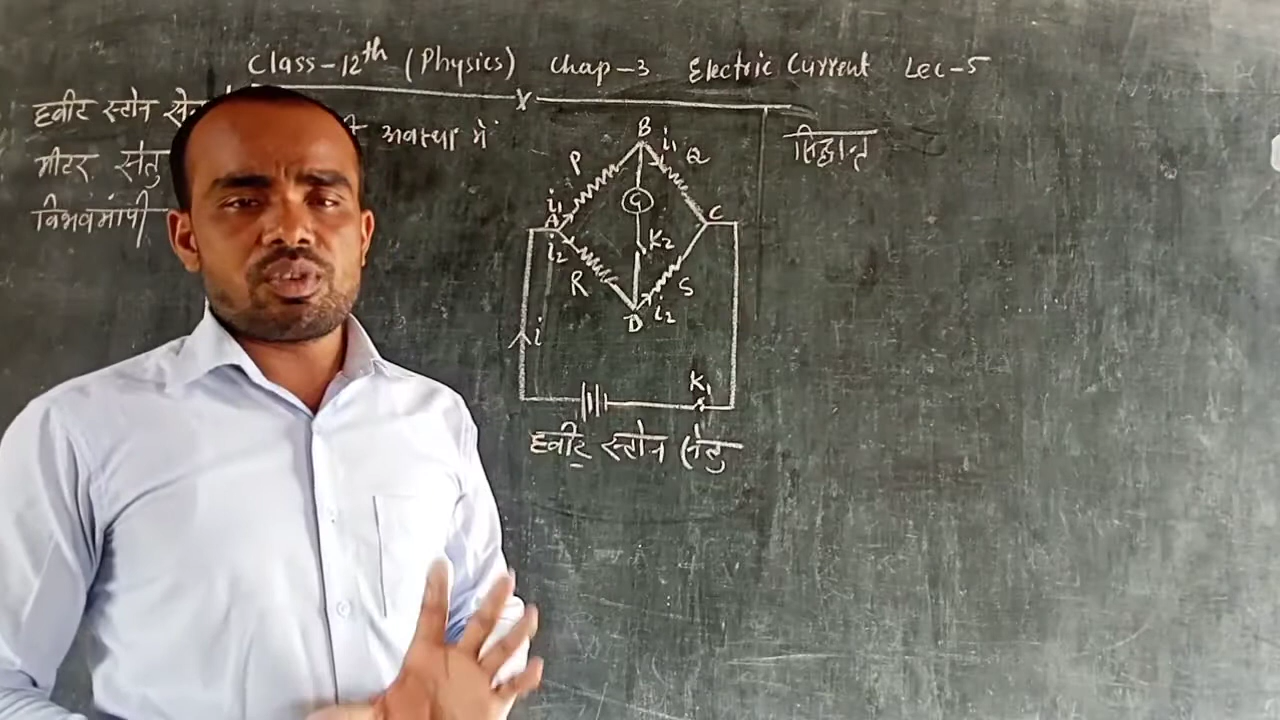 Class-12th (Physics) Chap-3 Electric Current Lec-5
x
ह्वीट स्टोन
अवस्था में
मीटर सेतु
विभवमापी
सिद्धान्त
B
i1
P
Q
G
i1
A
C
K2
i2
R
S
D
i2
i
K1
ह्वीट स्टोन सेतु